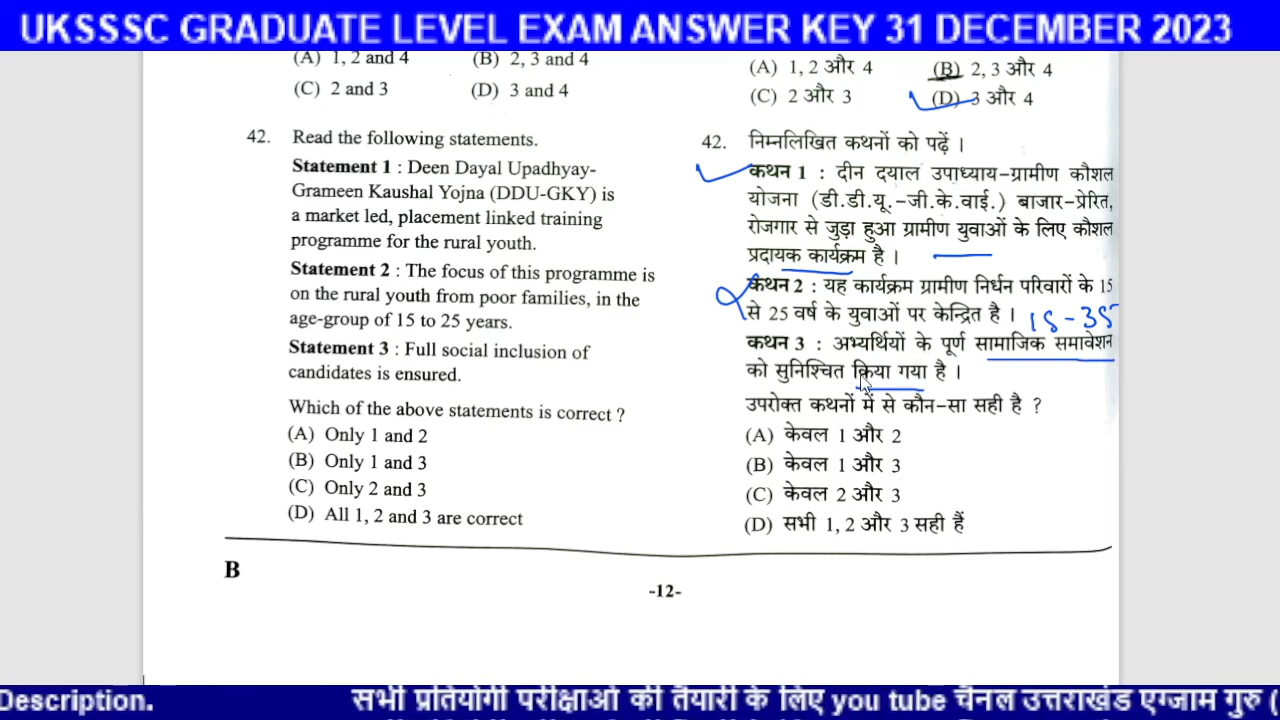 UKSSSC GRADUATE LEVEL EXAM ANSWER KEY 31 DECEMBER 2023
(A) 1, 2 and 4 (B) 2, 3 and 4
(C) 2 and 3 (D) 3 and 4
42. Read the following statements.
Statement 1 : Deen Dayal Upadhyay-
Grameen Kaushal Yojna (DDU-GKY) is
a market led, placement linked training
programme for the rural youth.
Statement 2 : The focus of this programme is
on the rural youth from poor families, in the
age-group of 15 to 25 years.
Statement 3 : Full social inclusion of
candidates is ensured.
Which of the above statements is correct ?
(A) Only 1 and 2
(B) Only 1 and 3
(C) Only 2 and 3
(D) All 1, 2 and 3 are correct
(A) 1, 2 और 4 (B) 2, 3 और 4
(C) 2 और 3 (D) 3 और 4
42. निम्नलिखित कथनों को पढ़ें ।
कथन 1 : दीन दयाल उपाध्याय-ग्रामीण कौशल
योजना (डी.डी.यू.-जी.के.वाई.) बाजार-प्रेरित,
रोजगार से जुड़ा हुआ ग्रामीण युवाओं के लिए कौशल
प्रदायक कार्यक्रम है ।
कथन 2 : यह कार्यक्रम ग्रामीण निर्धन परिवारों के 15
से 25 वर्ष के युवाओं पर केन्द्रित है । 15-35
कथन 3 : अभ्यर्थियों के पूर्ण सामाजिक समावेशन
को सुनिश्चित किया गया है ।
उपरोक्त कथनों में से कौन-सा सही है ?
(A) केवल 1 और 2
(B) केवल 1 और 3
(C) केवल 2 और 3
(D) सभी 1, 2 और 3 सही हैं
B
-12-
Description. सभी प्रतियोगी परीक्षाओ की तैयारी के लिए you tube चैनल उत्तराखंड एग्जाम गुरु (